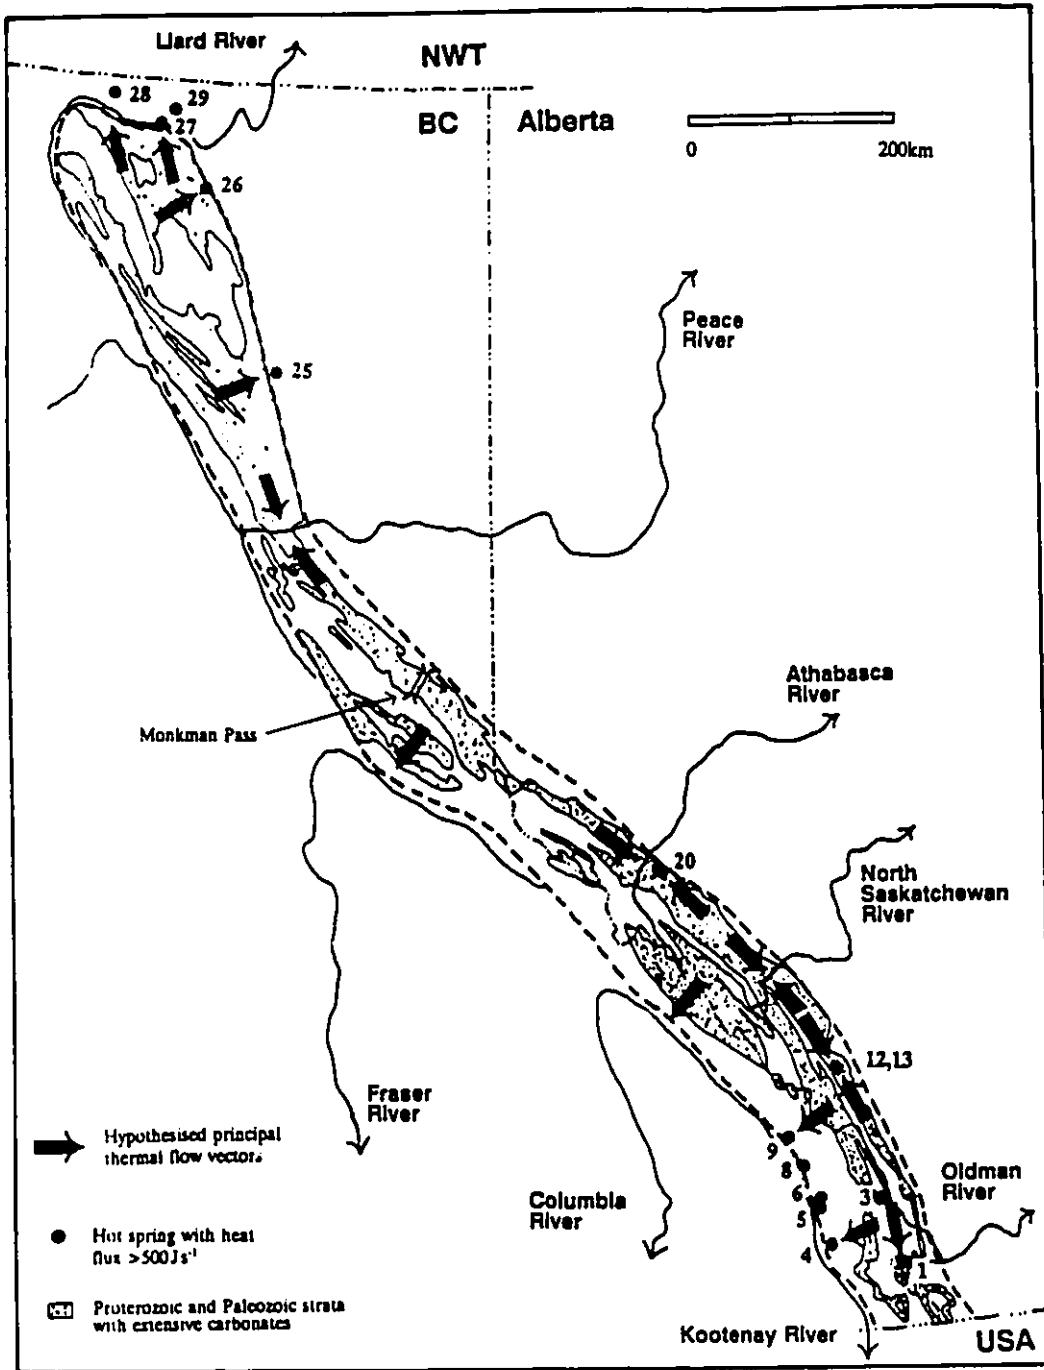 Liard River
NWT
28
29
27
BC
Alberta
0
200km
26
Peace
River
25
Athabasca
River
Monkman Pass
20
North
Saskatchewan
River
12,13
Fraser
River
Hypothesised principal
thermal flow vectors
9
8
Oldman
River
Columbia
River
6
3
5
Hot spring with heat
flux >500Js⁻¹
4
1
Proterozoic and Paleozoic strata
with extensive carbonates
Kootenay River
USA